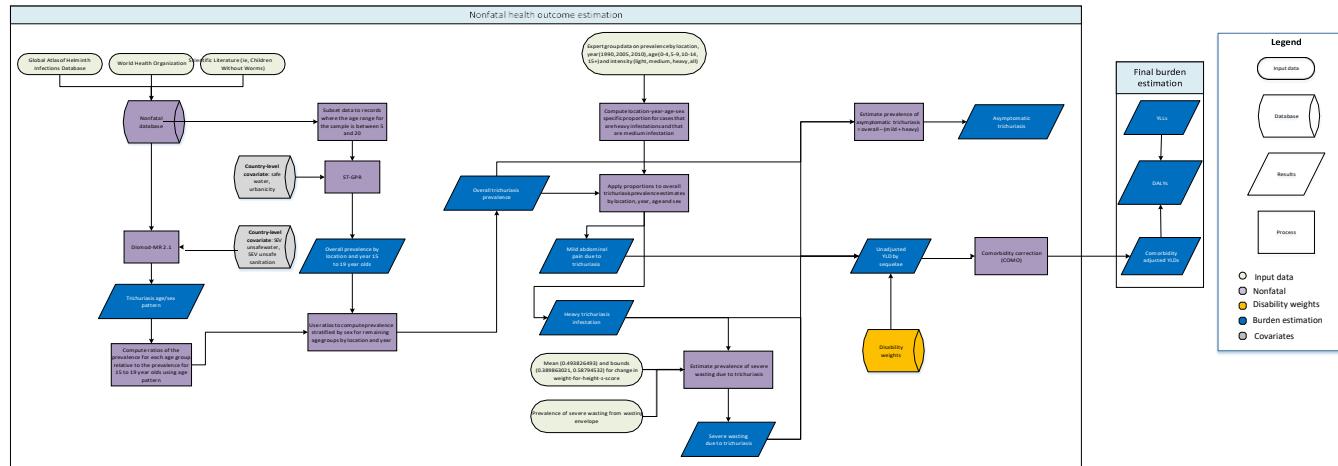 Nonfatal health outcome estimation
Global Atlas of Helminth
Infections Database
World Health Organization
Scientific Literature (ie, Children
Without Worms)
Nonfatal
database
Subset data to records
where the age range for
the sample is between 5
and 20
Country-level
covariate: safe
water,
urbanicity
ST-GPR
Dismod-MR 2.1
Country-level
covariate: SEV
unsafe water,
SEV unsafe
sanitation
Overall prevalence by
location and year 15
to 19 year olds
Trichuriasis age/sex
pattern
Compute ratios of the
prevalence for each age group
relative to the prevalence for
15 to 19 year olds using age
pattern
Use ratios to compute prevalence
stratified by sex for remaining
age groups by location and year
Expert group data on prevalence by location,
year (1990, 2005, 2010), age (0-4, 5-9, 10-14,
15+) and intensity (light, medium, heavy, all)
Compute location-year-age-sex
specific proportion for cases that
are heavy infestations and that
are medium infestation
Overall trichuriasis
prevalence
Apply proportions to overall
trichuriasis prevalence estimates
by location, year, age and sex
Mild abdominal
pain due to
trichuriasis
Heavy trichuriasis
infestation
Mean (0.493826493) and bounds
(0.389863021, 0.58794532) for
change in
weight-for-height-z-score
Prevalence of severe wasting from wasting
envelope
Estimate prevalence of severe
wasting due to trichuriasis
Severe wasting
due to trichuriasis
Estimate prevalence of
asymptomatic trichuriasis
= overall – (mild + heavy)
Asymptomatic
trichuriasis
Unadjusted
YLD by
sequelae
Disability
weights
Comorbidity correction
(COMO)
Final burden
estimation
YLLs
DALYs
Comorbidity
adjusted YLDs
Legend
Input data
Database
Results
Process
Input data
Nonfatal
Disability weights
Burden estimation
Covariates